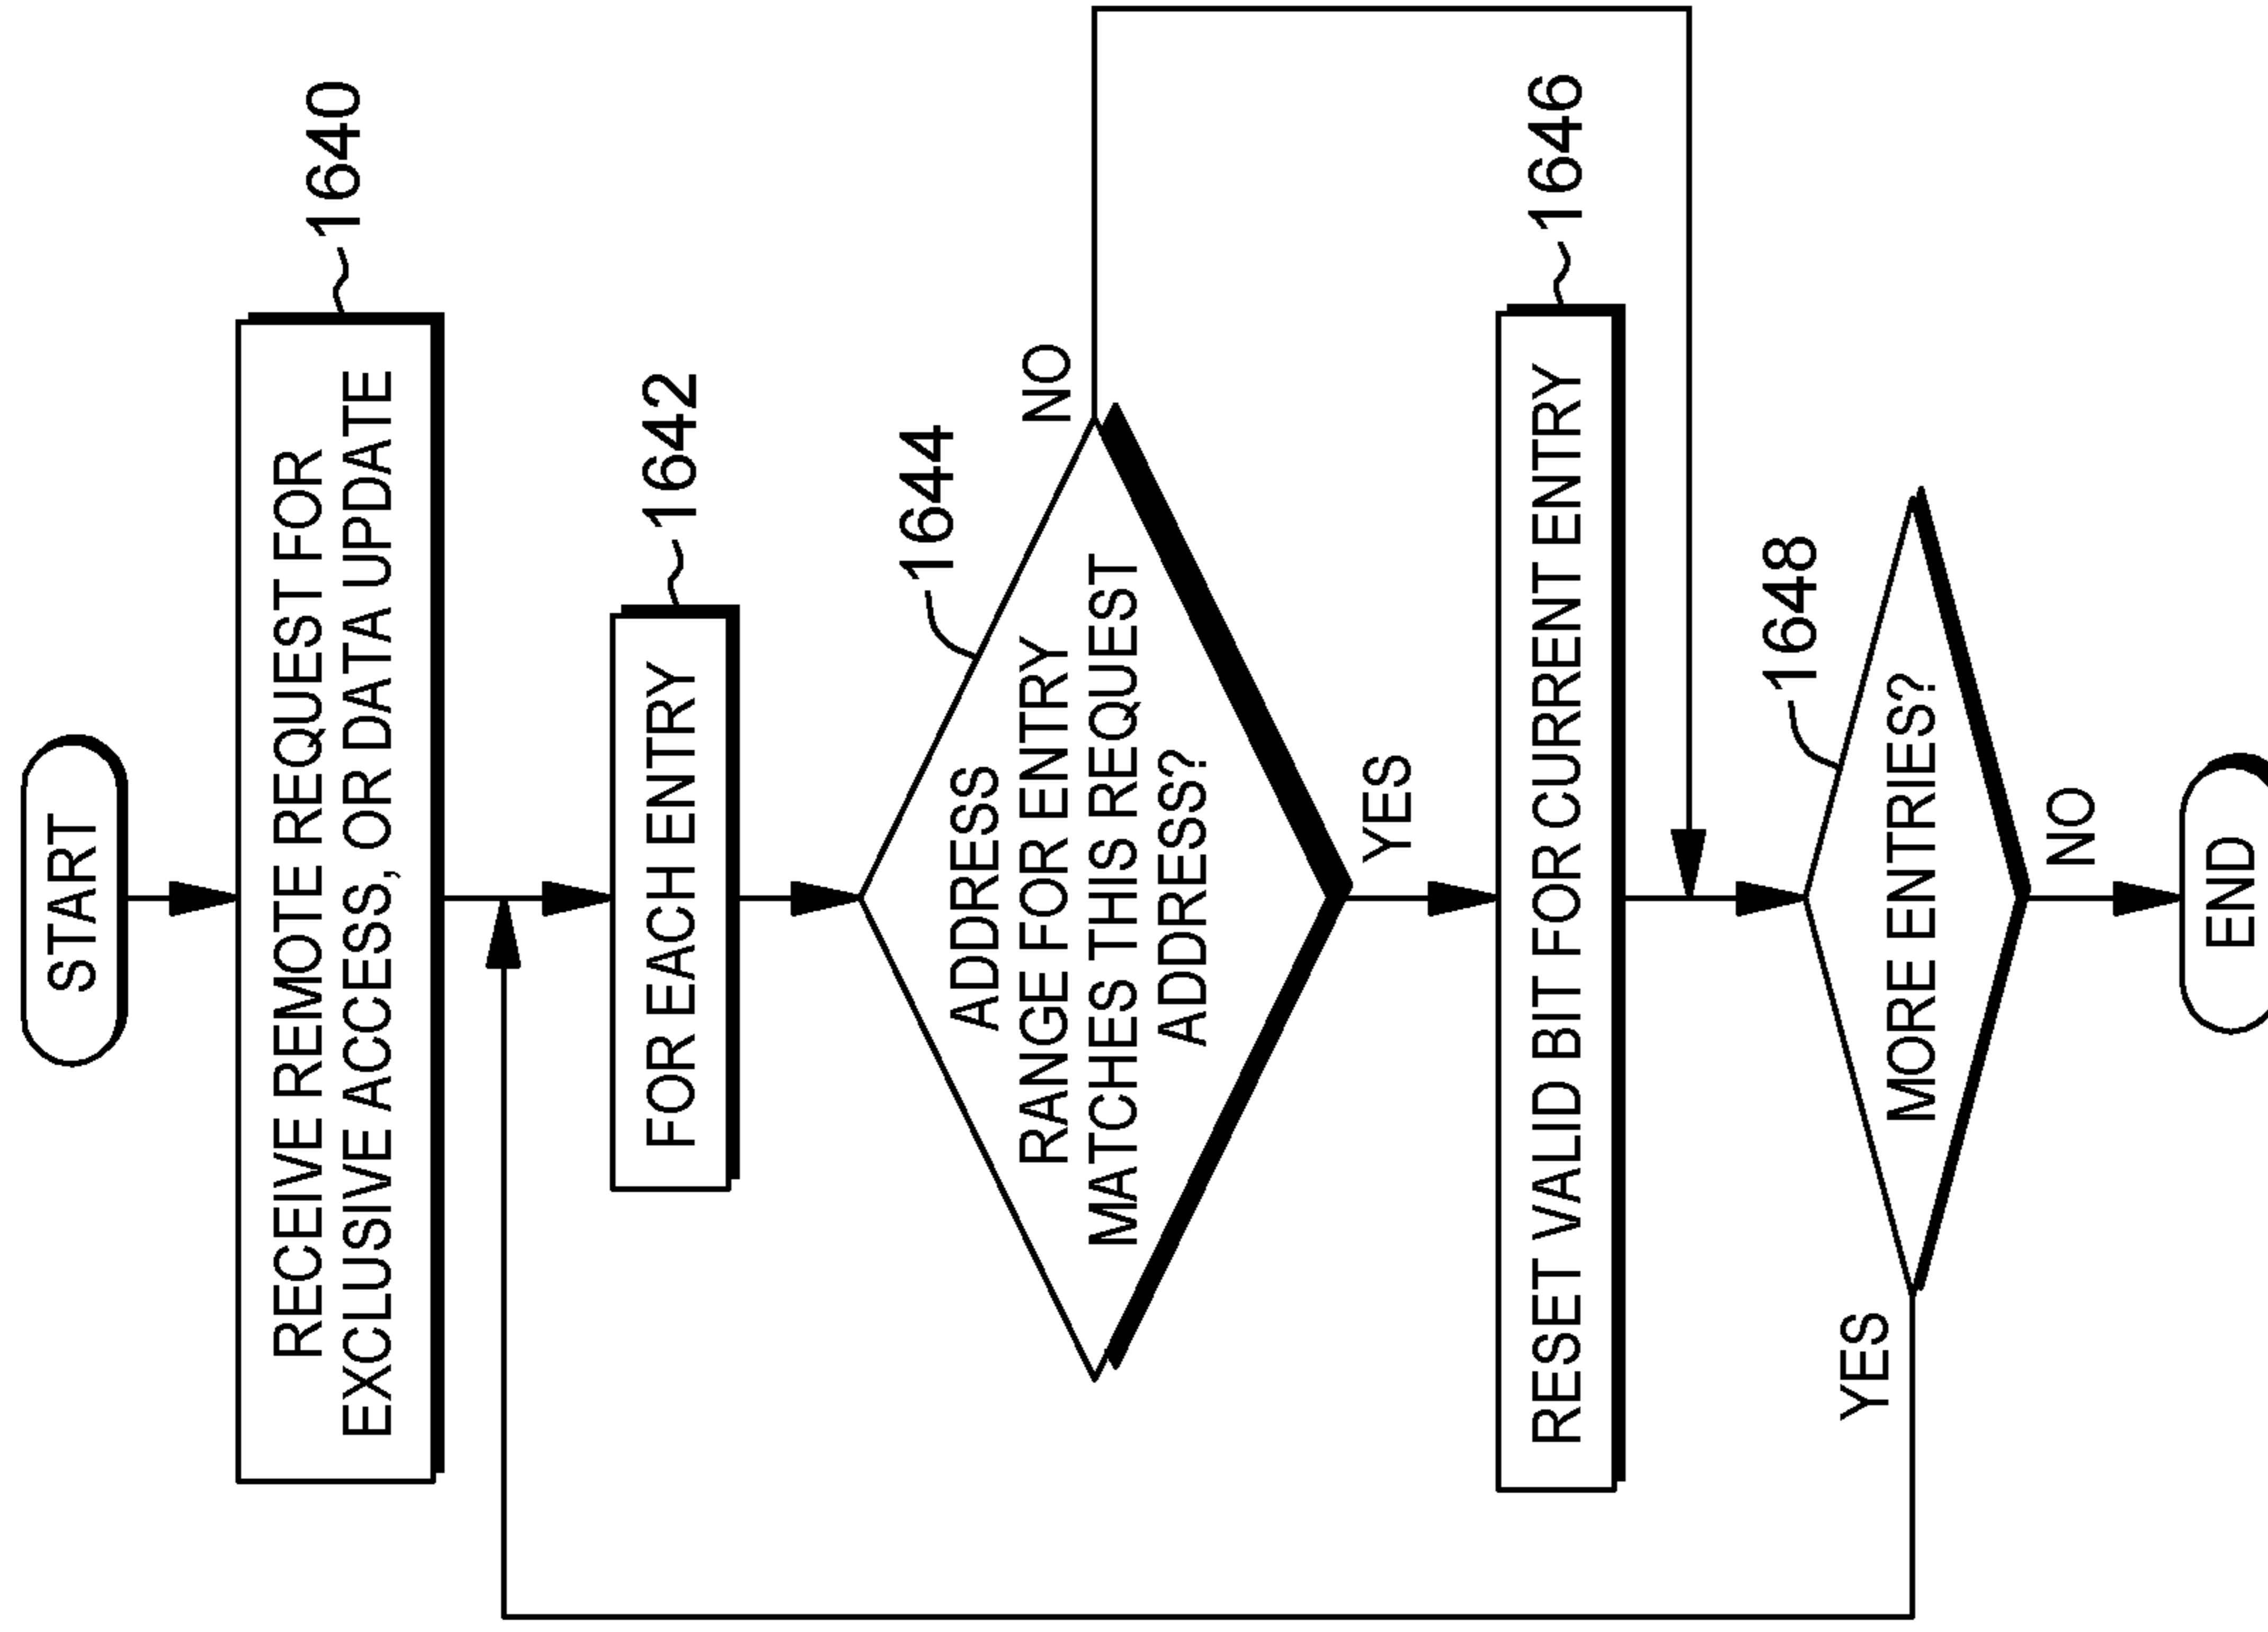 START
RECEIVE REMOTE REQUEST FOR
EXCLUSIVE ACCESS, OR DATA UPDATE
1640
FOR EACH ENTRY
1642
1644
ADDRESS
RANGE FOR ENTRY
MATCHES THIS REQUEST
ADDRESS?
NO
YES
RESET VALID BIT FOR CURRENT ENTRY
1646
1648
MORE ENTRIES?
YES
NO
END